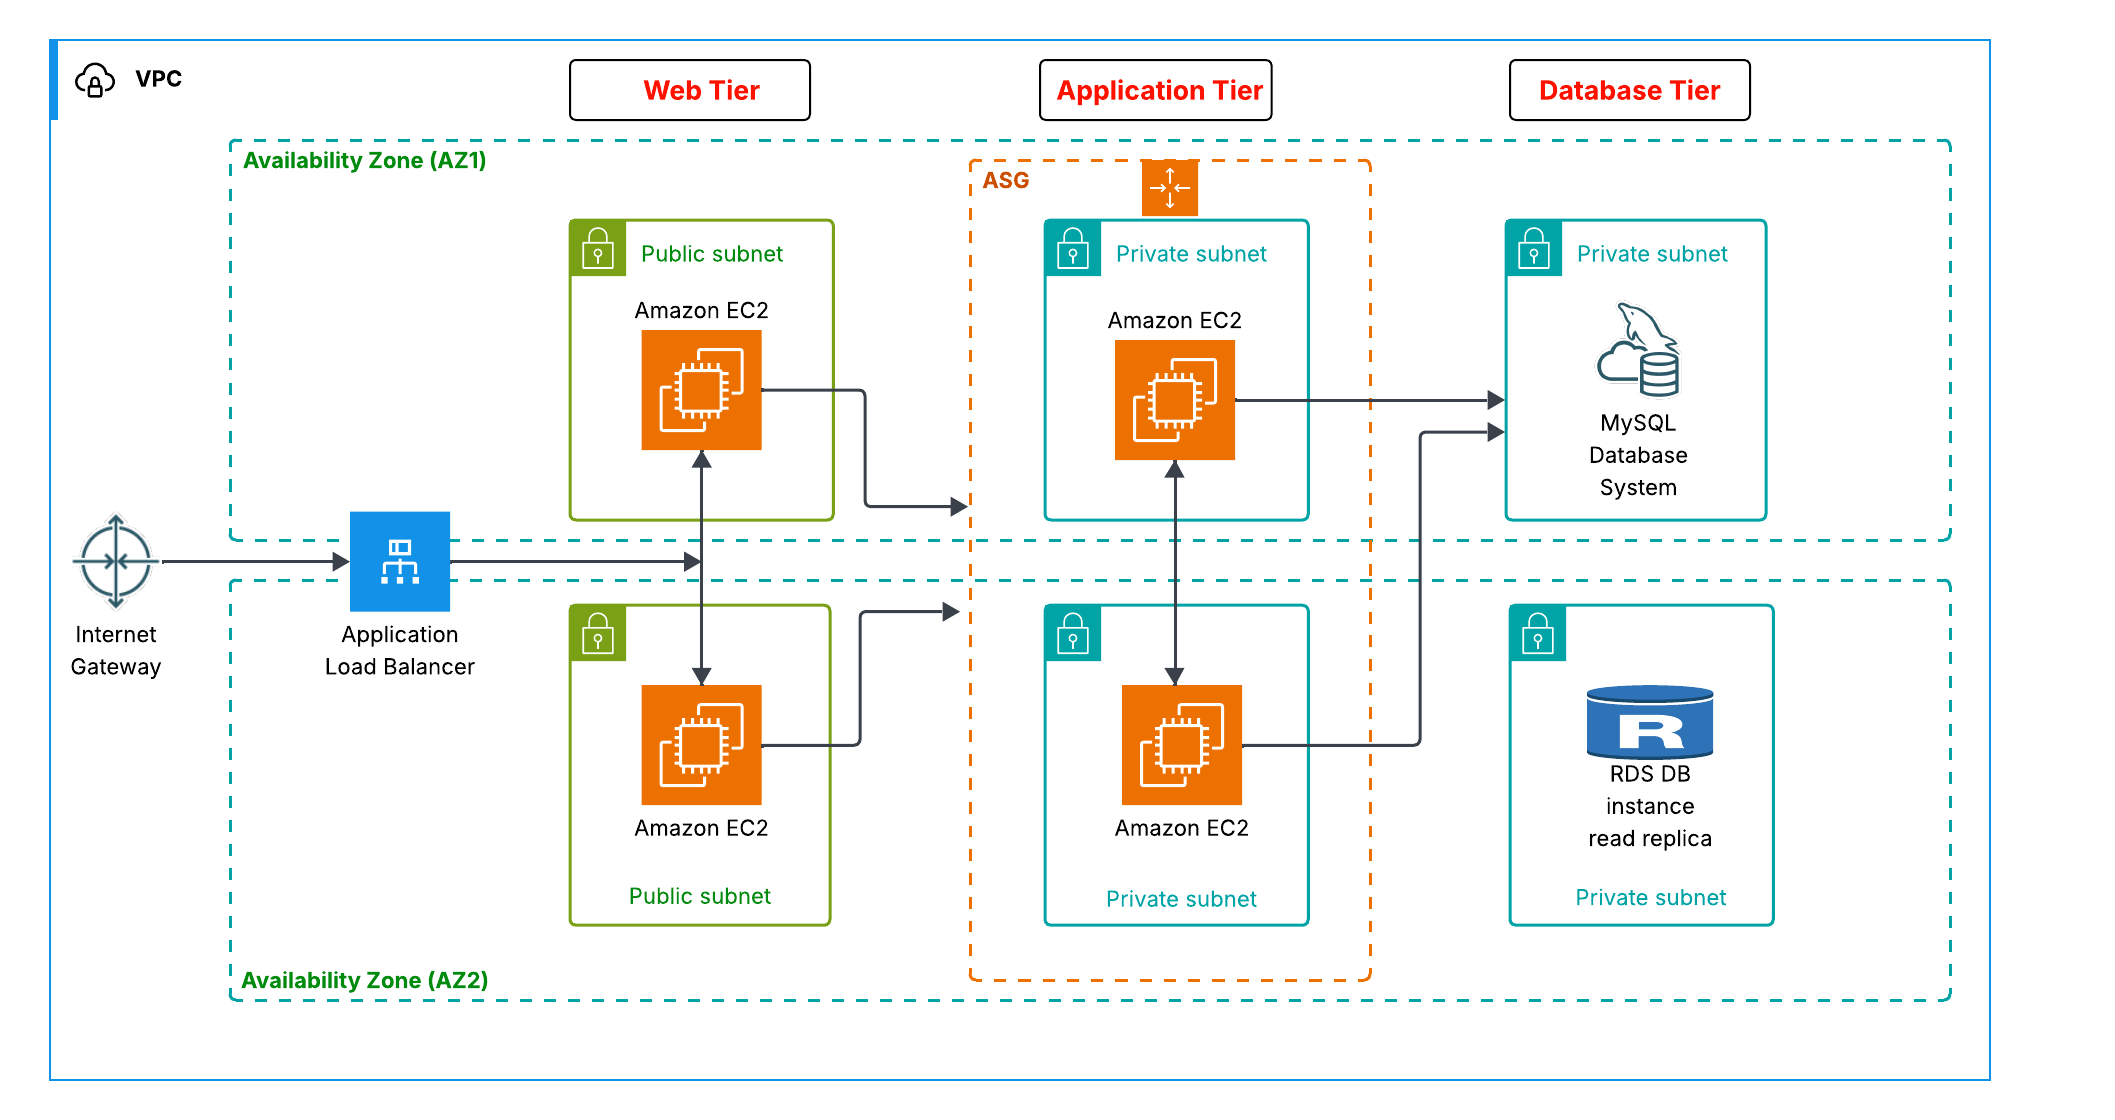 VPC
Web Tier
Application Tier
Database Tier
Availability Zone (AZ1)
ASG
Public subnet
Amazon EC2
Private subnet
Amazon EC2
Private subnet
MySQL
Database
System
Internet
Gateway
Application
Load Balancer
Amazon EC2
Public subnet
Amazon EC2
Private subnet
R
RDS DB
instance
read replica
Private subnet
Availability Zone (AZ2)